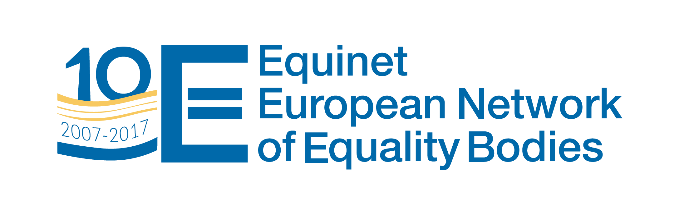 10
2007-2017
E
Equinet
European Network
of Equality Bodies